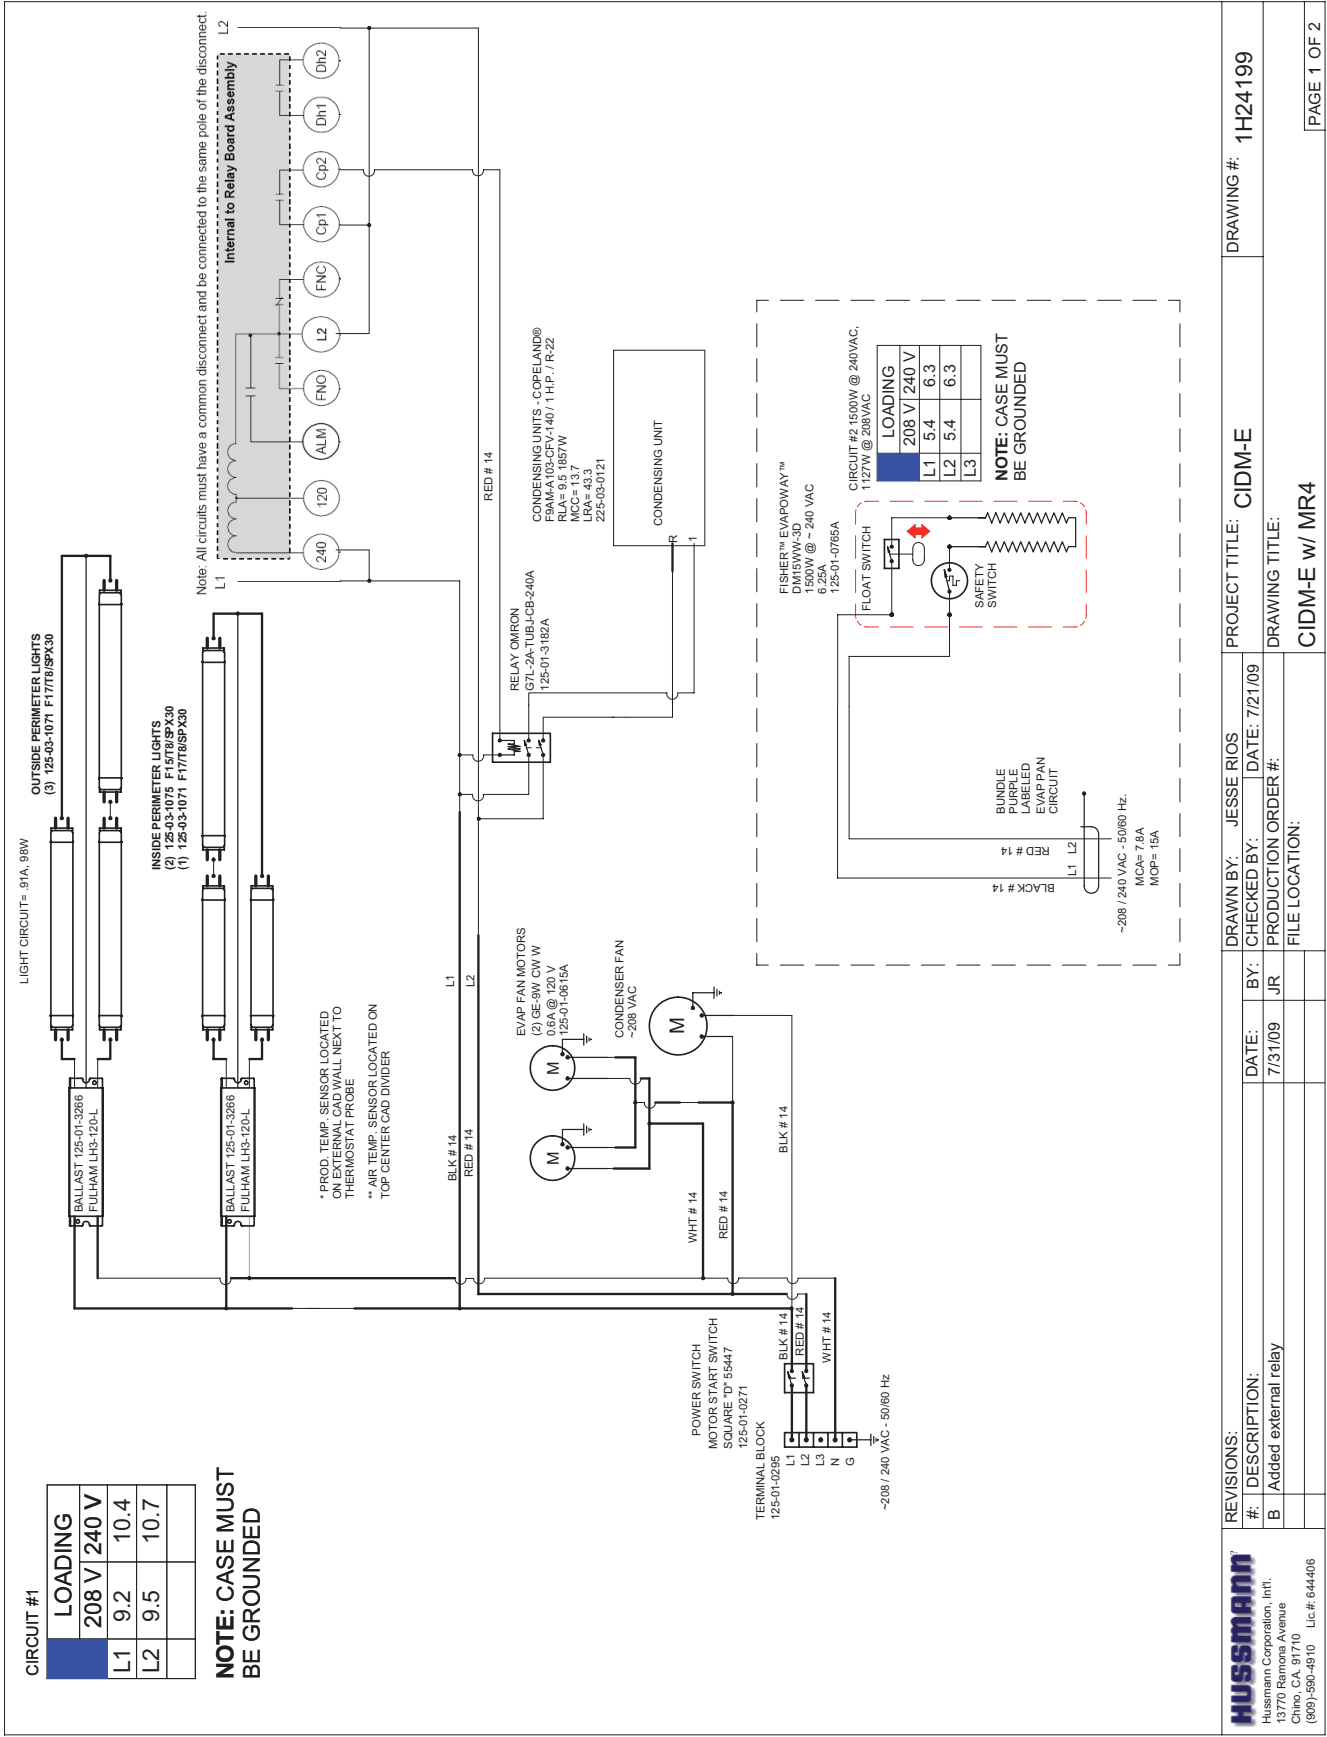 CIRCUIT #1
LOADING
208 V 240 V
L1 9.2 10.4
L2 9.5 10.7
NOTE: CASE MUST
BE GROUNDED
LIGHT CIRCUIT= .91A, 98W
OUTSIDE PERIMETER LIGHTS
(3) 125-03-1071 F17/T8/SPX30
BALLAST 125-01-3266
FULHAM LH3-120-L
INSIDE PERIMETER LIGHTS
(2) 125-03-1075 F15/T8/SPX30
(1) 125-03-1071 F17/T8/SPX30
BALLAST 125-01-3266
FULHAM LH3-120-L
Note: All circuits must have a common disconnect and be connected to the same pole of the disconnect.
L1
L2
Internal to Relay Board Assembly
240
120
ALM
FNO
L2
FNC
Cp1
Cp2
Dh1
Dh2
* PROD. TEMP. SENSOR LOCATED
ON EXTERNAL CAD WALL NEXT TO
THERMOSTAT PROBE
** AIR TEMP. SENSOR LOCATED ON
TOP CENTER CAD DIVIDER
BLK # 14
L1
RED # 14
L2
RED # 14
RELAY OMRON
G7L-2A-TUBJ-CB-240A
125-01-3182A
CONDENSING UNITS - COPELAND®
F9AM-A103-CFV-140 / 1 H.P. / R-22
RLA= 9.5 1857W
MCC= 13.7
LRA= 43.3
225-03-0121
CONDENSING UNIT
R
1
EVAP FAN MOTORS
(2) GE-9W CW W
0.6A @ 120 V
125-01-0615A
M
M
CONDENSER FAN
~208 VAC
M
WHT # 14
RED # 14
BLK # 14
POWER SWITCH
MOTOR START SWITCH
SQUARE "D" 55447
125-01-0271
BLK # 14
RED # 14
WHT # 14
TERMINAL BLOCK
125-01-0295
L1
L2
L3
N
G
~208 / 240 VAC - 50/60 Hz
FISHER™ EVAPOWAY™
DM15WW-3D
1500W @ ~ 240 VAC
6.25A
125-01-0765A
CIRCUIT #2 1500W @ 240VAC,
1127W @ 208VAC
LOADING
208 V 240 V
L1 5.4 6.3
L2 5.4 6.3
L3
NOTE: CASE MUST
BE GROUNDED
FLOAT SWITCH
SAFETY
SWITCH
BUNDLE
PURPLE
LABELED
EVAP PAN
CIRCUIT
RED # 14
BLACK # 14
L1
L2
~208 / 240 VAC - 50/60 Hz.
MCA= 7.8A
MOP= 15A
HUSSMANN
Hussmann Corporation, Int'l.
13770 Ramona Avenue
Chino, CA. 91710
(909)-590-4910 Lic.#: 644406
REVISIONS:
#: DESCRIPTION: DATE: BY:
B Added external relay 7/31/09 JR
DRAWN BY: JESSE RIOS
CHECKED BY: DATE: 7/21/09
PRODUCTION ORDER #:
FILE LOCATION:
PROJECT TITLE: CIDM-E
DRAWING TITLE:
CIDM-E w/ MR4
DRAWING #: 1H24199
PAGE 1 OF 2